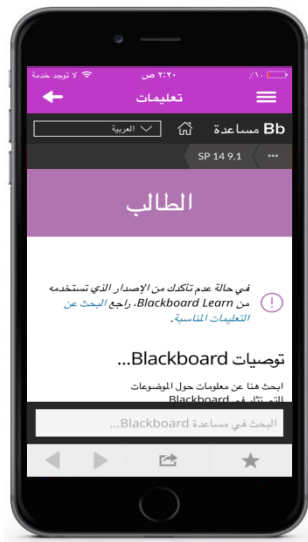 لا توجد خدمة ٢:٢٠ ص ٪١٠
تعليمات
Bb مساعدة العربية
SP 14 9.1 ...
الطالب
في حالة عدم تأكدك من الإصدار الذي تستخدمه
من Blackboard Learn، راجع البحث عن
التعليمات المناسبة.
توصيات Blackboard...
ابحث هنا عن معلومات حول الموضوعات
Blackboard
البحث في مساعدة Blackboard...